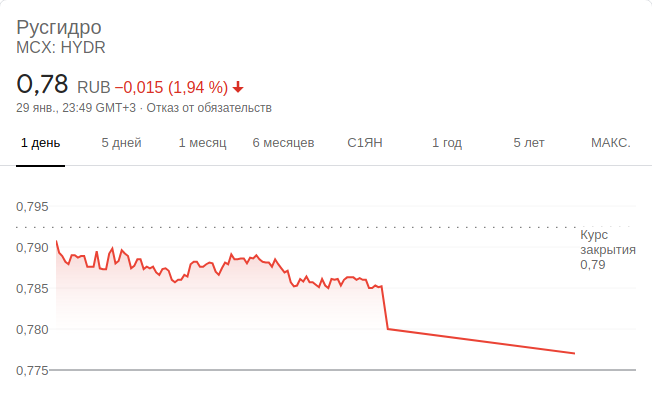 Русгидро
MCX: HYDR
0,78 RUB −0,015 (1,94 %)
29 янв., 23:49 GMT+3 · Отказ от обязательств
1 день 5 дней 1 месяц 6 месяцев С1ЯН 1 год 5 лет МАКС.
0,795
Курс
закрытия
0,79
0,790
0,785
0,780
0,775